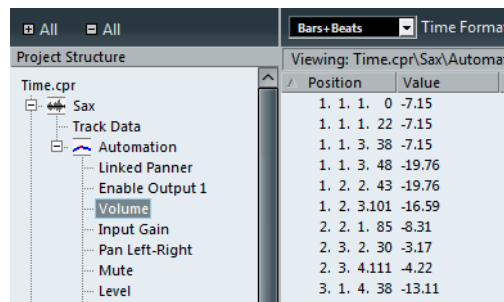 All All Bars+Beats Time Forma
Project Structure Viewing: Time.cpr\Sax\Automa
Time.cpr
Sax
Track Data
Automation
Linked Panner
Enable Output 1
Volume
Input Gain
Pan Left-Right
Mute
Level
Position Value
1. 1. 1. 0 -7.15
1. 1. 1. 22 -7.15
1. 1. 3. 38 -7.15
1. 1. 3. 48 -19.76
1. 2. 2. 43 -19.76
1. 2. 3.101 -16.59
2. 2. 1. 85 -8.31
2. 3. 2. 30 -3.17
2. 3. 4.111 -4.22
3. 1. 4. 38 -13.11